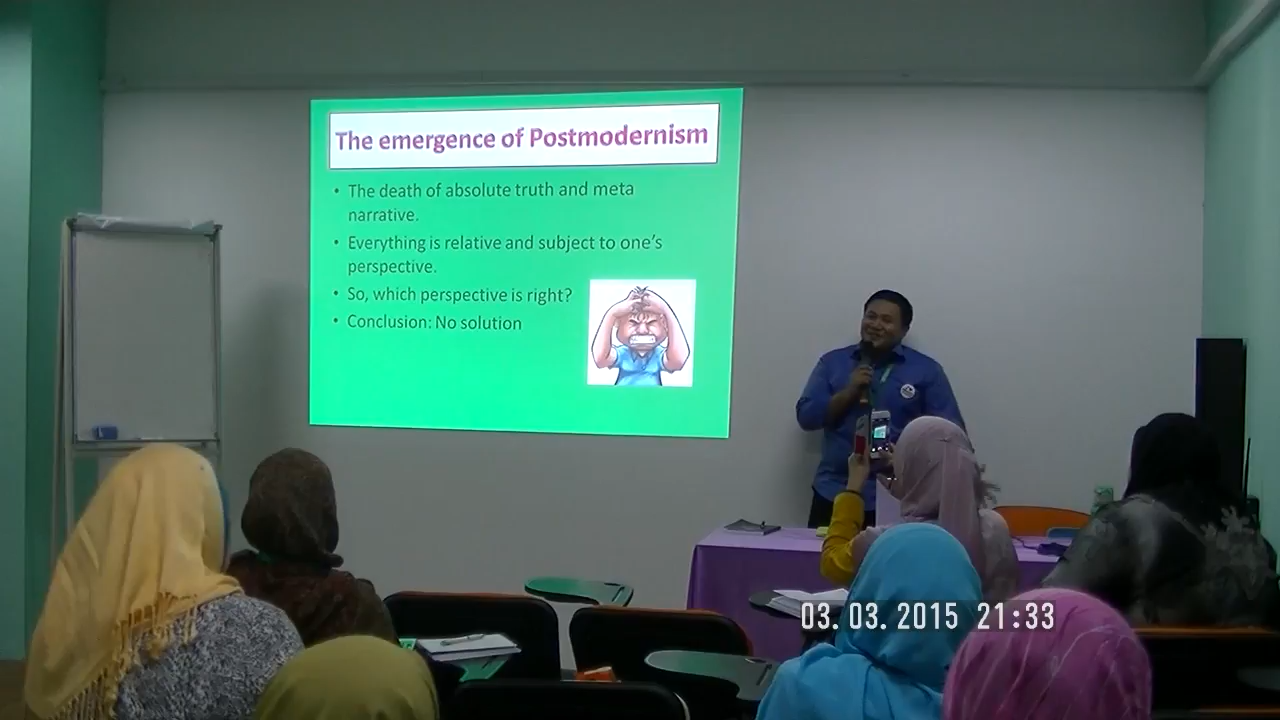 The emergence of Postmodernism
• The death of absolute truth and meta
narrative.
• Everything is relative and subject to one's
perspective.
• So, which perspective is right?
• Conclusion: No solution
03.03.2015 21:33